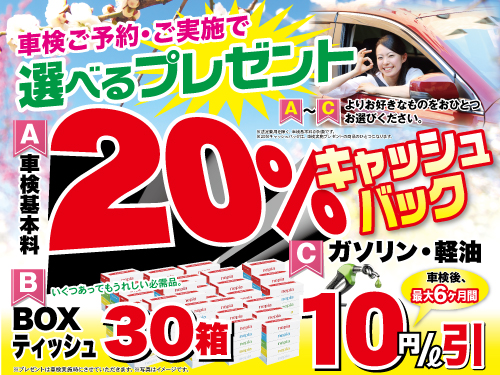 車検ご予約・ご実施で
選べるプレゼント
A～C よりお好きなものをおひとつ
お選びください。
A 車検基本料
20%
キャッシュ
バック
B
いくつあってもうれしい必需品。
BOX
ティッシュ
30箱
nepia
C ガソリン・軽油
車検後、
最大6ヶ月間
10円/ℓ引
※プレゼントは車検実施時にさせていただきます。※写真はイメージです。